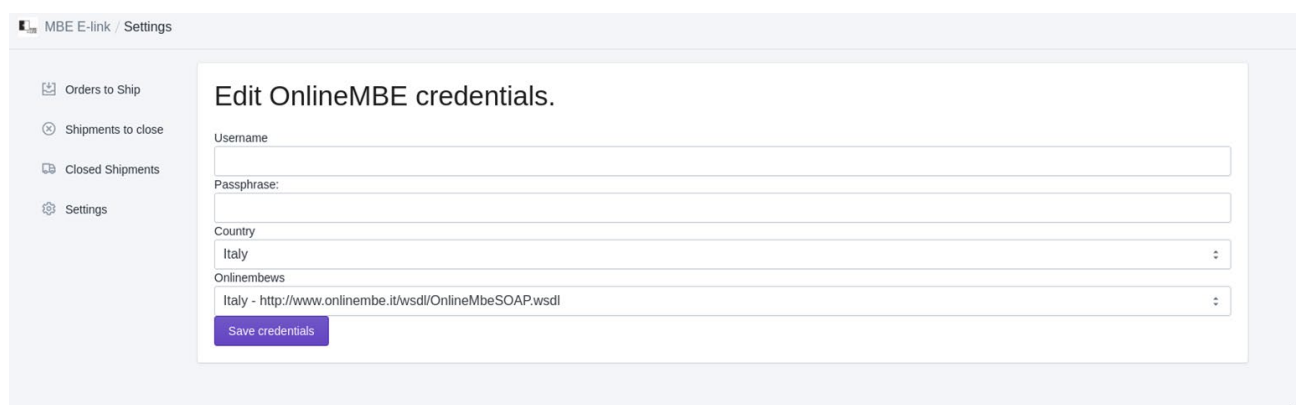 MBE E-link / Settings
Orders to Ship
Shipments to close
Closed Shipments
Settings
Edit OnlineMBE credentials.
Username
Passphrase:
Country
Italy
Onlinembews
Italy - http://www.onlinembe.it/wsdl/OnlineMbeSOAP.wsdl
Save credentials